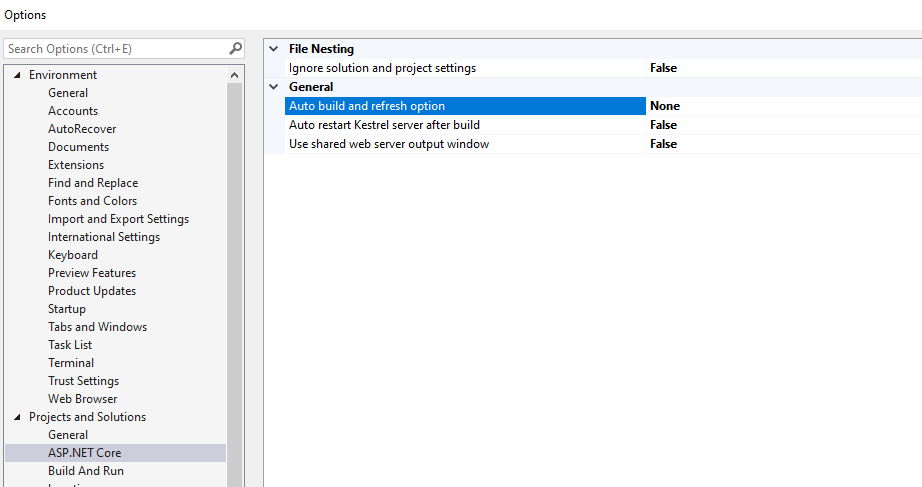 Options
Search Options (Ctrl+E)
Environment
General
Accounts
AutoRecover
Documents
Extensions
Find and Replace
Fonts and Colors
Import and Export Settings
International Settings
Keyboard
Preview Features
Product Updates
Startup
Tabs and Windows
Task List
Terminal
Trust Settings
Web Browser
Projects and Solutions
General
ASP.NET Core
Build And Run
File Nesting
Ignore solution and project settings False
General
Auto build and refresh option None
Auto restart Kestrel server after build False
Use shared web server output window False